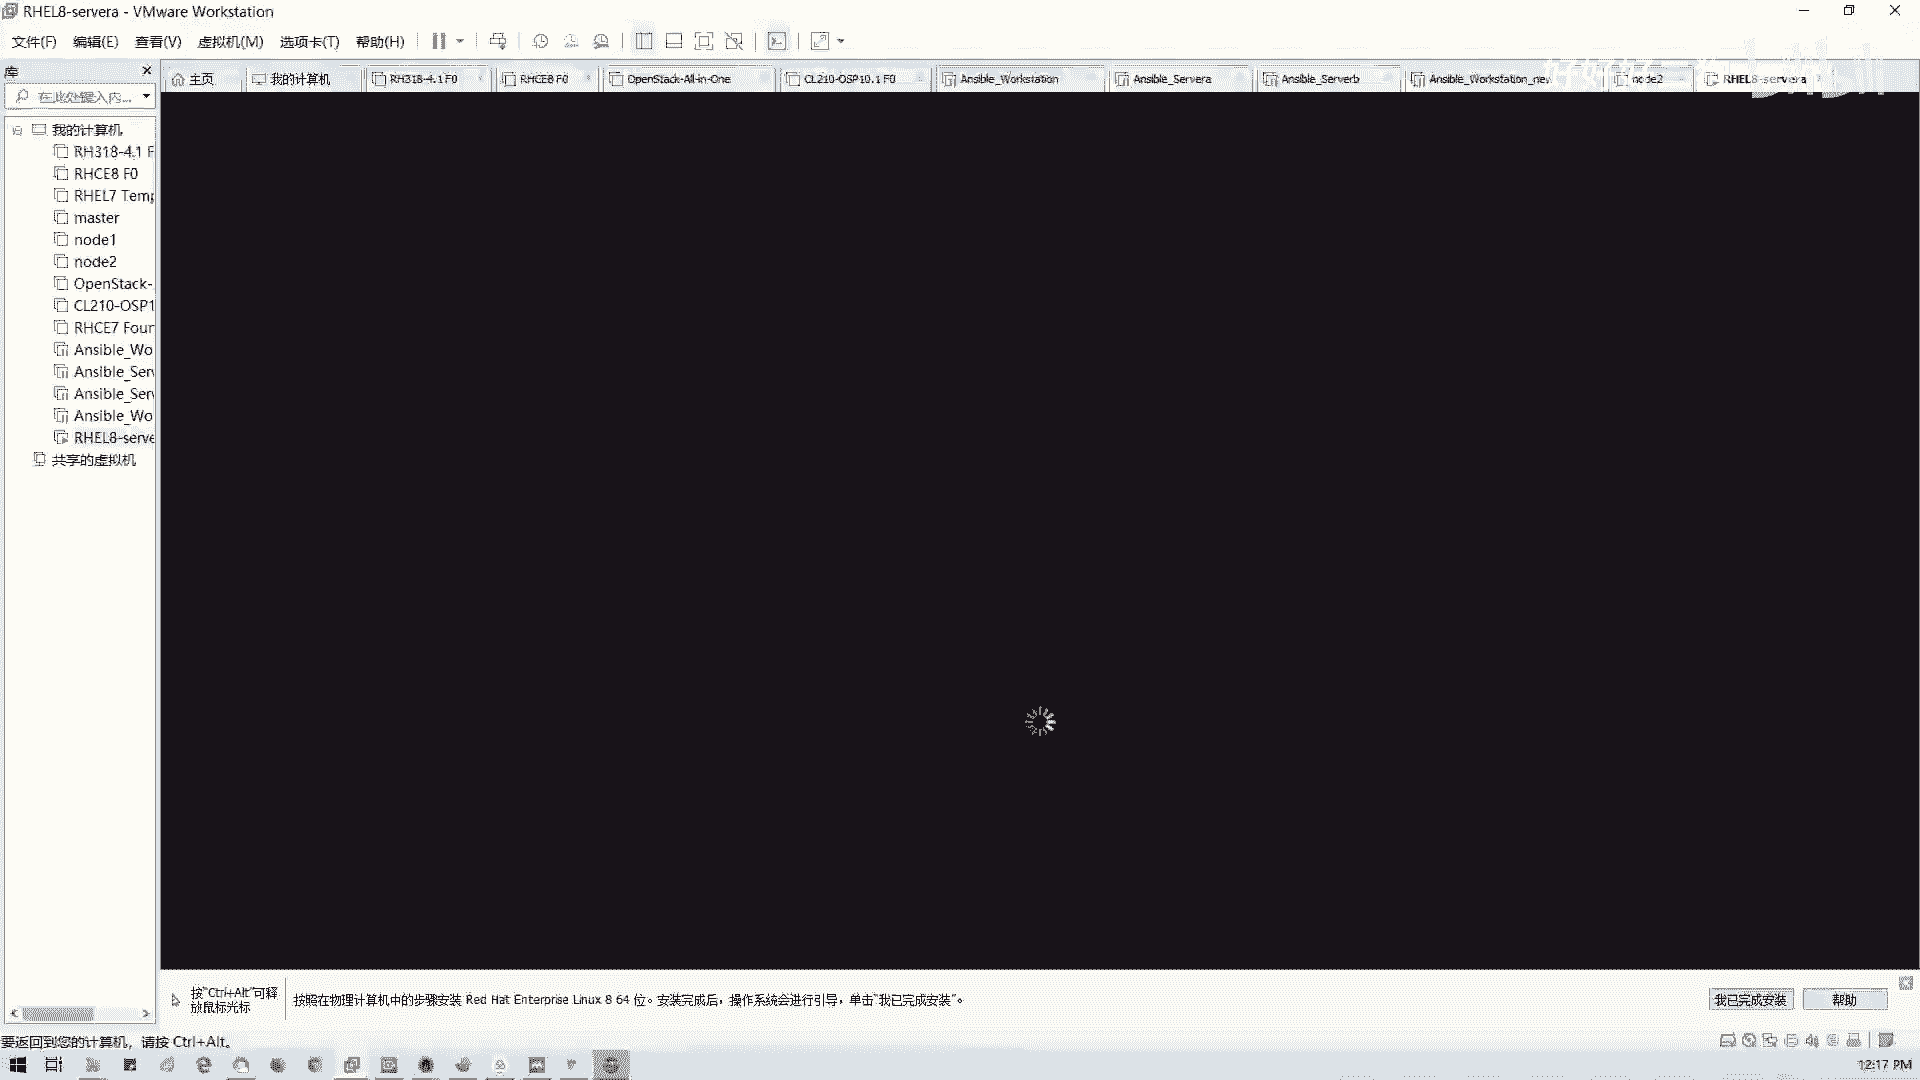 RHEL8-servera - VMware Workstation
文件(F) 编辑(E) 查看(V) 虚拟机(M) 选项卡(T) 帮助(H)
库
在此处键入内...
主页 我的计算机 RH318-4.1 F0 RHCE8 F0 OpenStack-All-in-One CL210-OSP10.1 F0 Ansible_Workstation Ansible_Servera Ansible_Serverb Ansible_Workstation_new node2 RHEL8-servera
我的计算机
RH318-4.1 F
RHCE8 F0
RHEL7 Temp
master
node1
node2
OpenStack-
CL210-OSP1
RHCE7 Four
Ansible_Wo
Ansible_Serv
Ansible_Serv
Ansible_Wo
RHEL8-serve
共享的虚拟机
按"Ctrl+Alt"可释
放鼠标光标
按照在物理计算机中的步骤安装 Red Hat Enterprise Linux 8 64 位。安装完成后，操作系统会进行引导，单击"我已完成安装"。
我已完成安装 帮助
要返回到您的计算机，请按 Ctrl+Alt。
12:17 PM